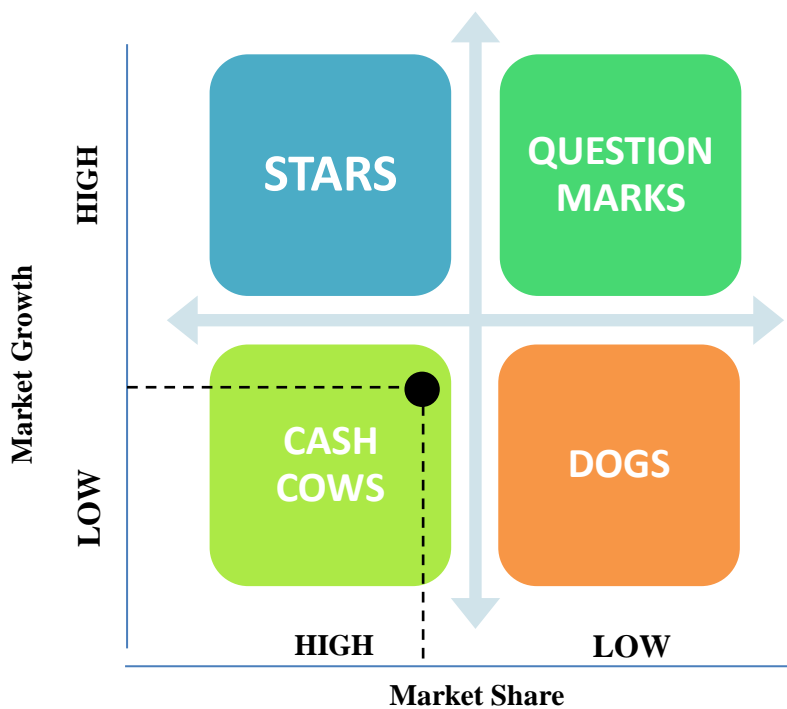 STARS
QUESTION
MARKS
HIGH
Market Growth
CASH
COWS
DOGS
LOW
HIGH
LOW
Market Share